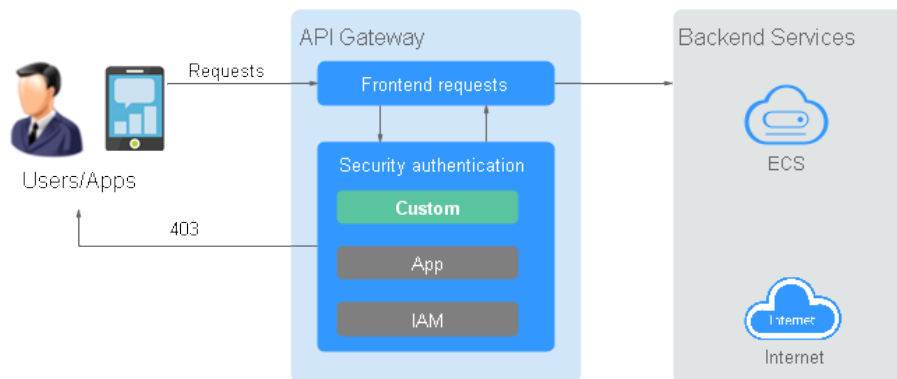 API Gateway
Backend Services
Requests
Frontend requests
Security authentication
Custom
App
IAM
Users/Apps
403
ECS
Internet
Internet